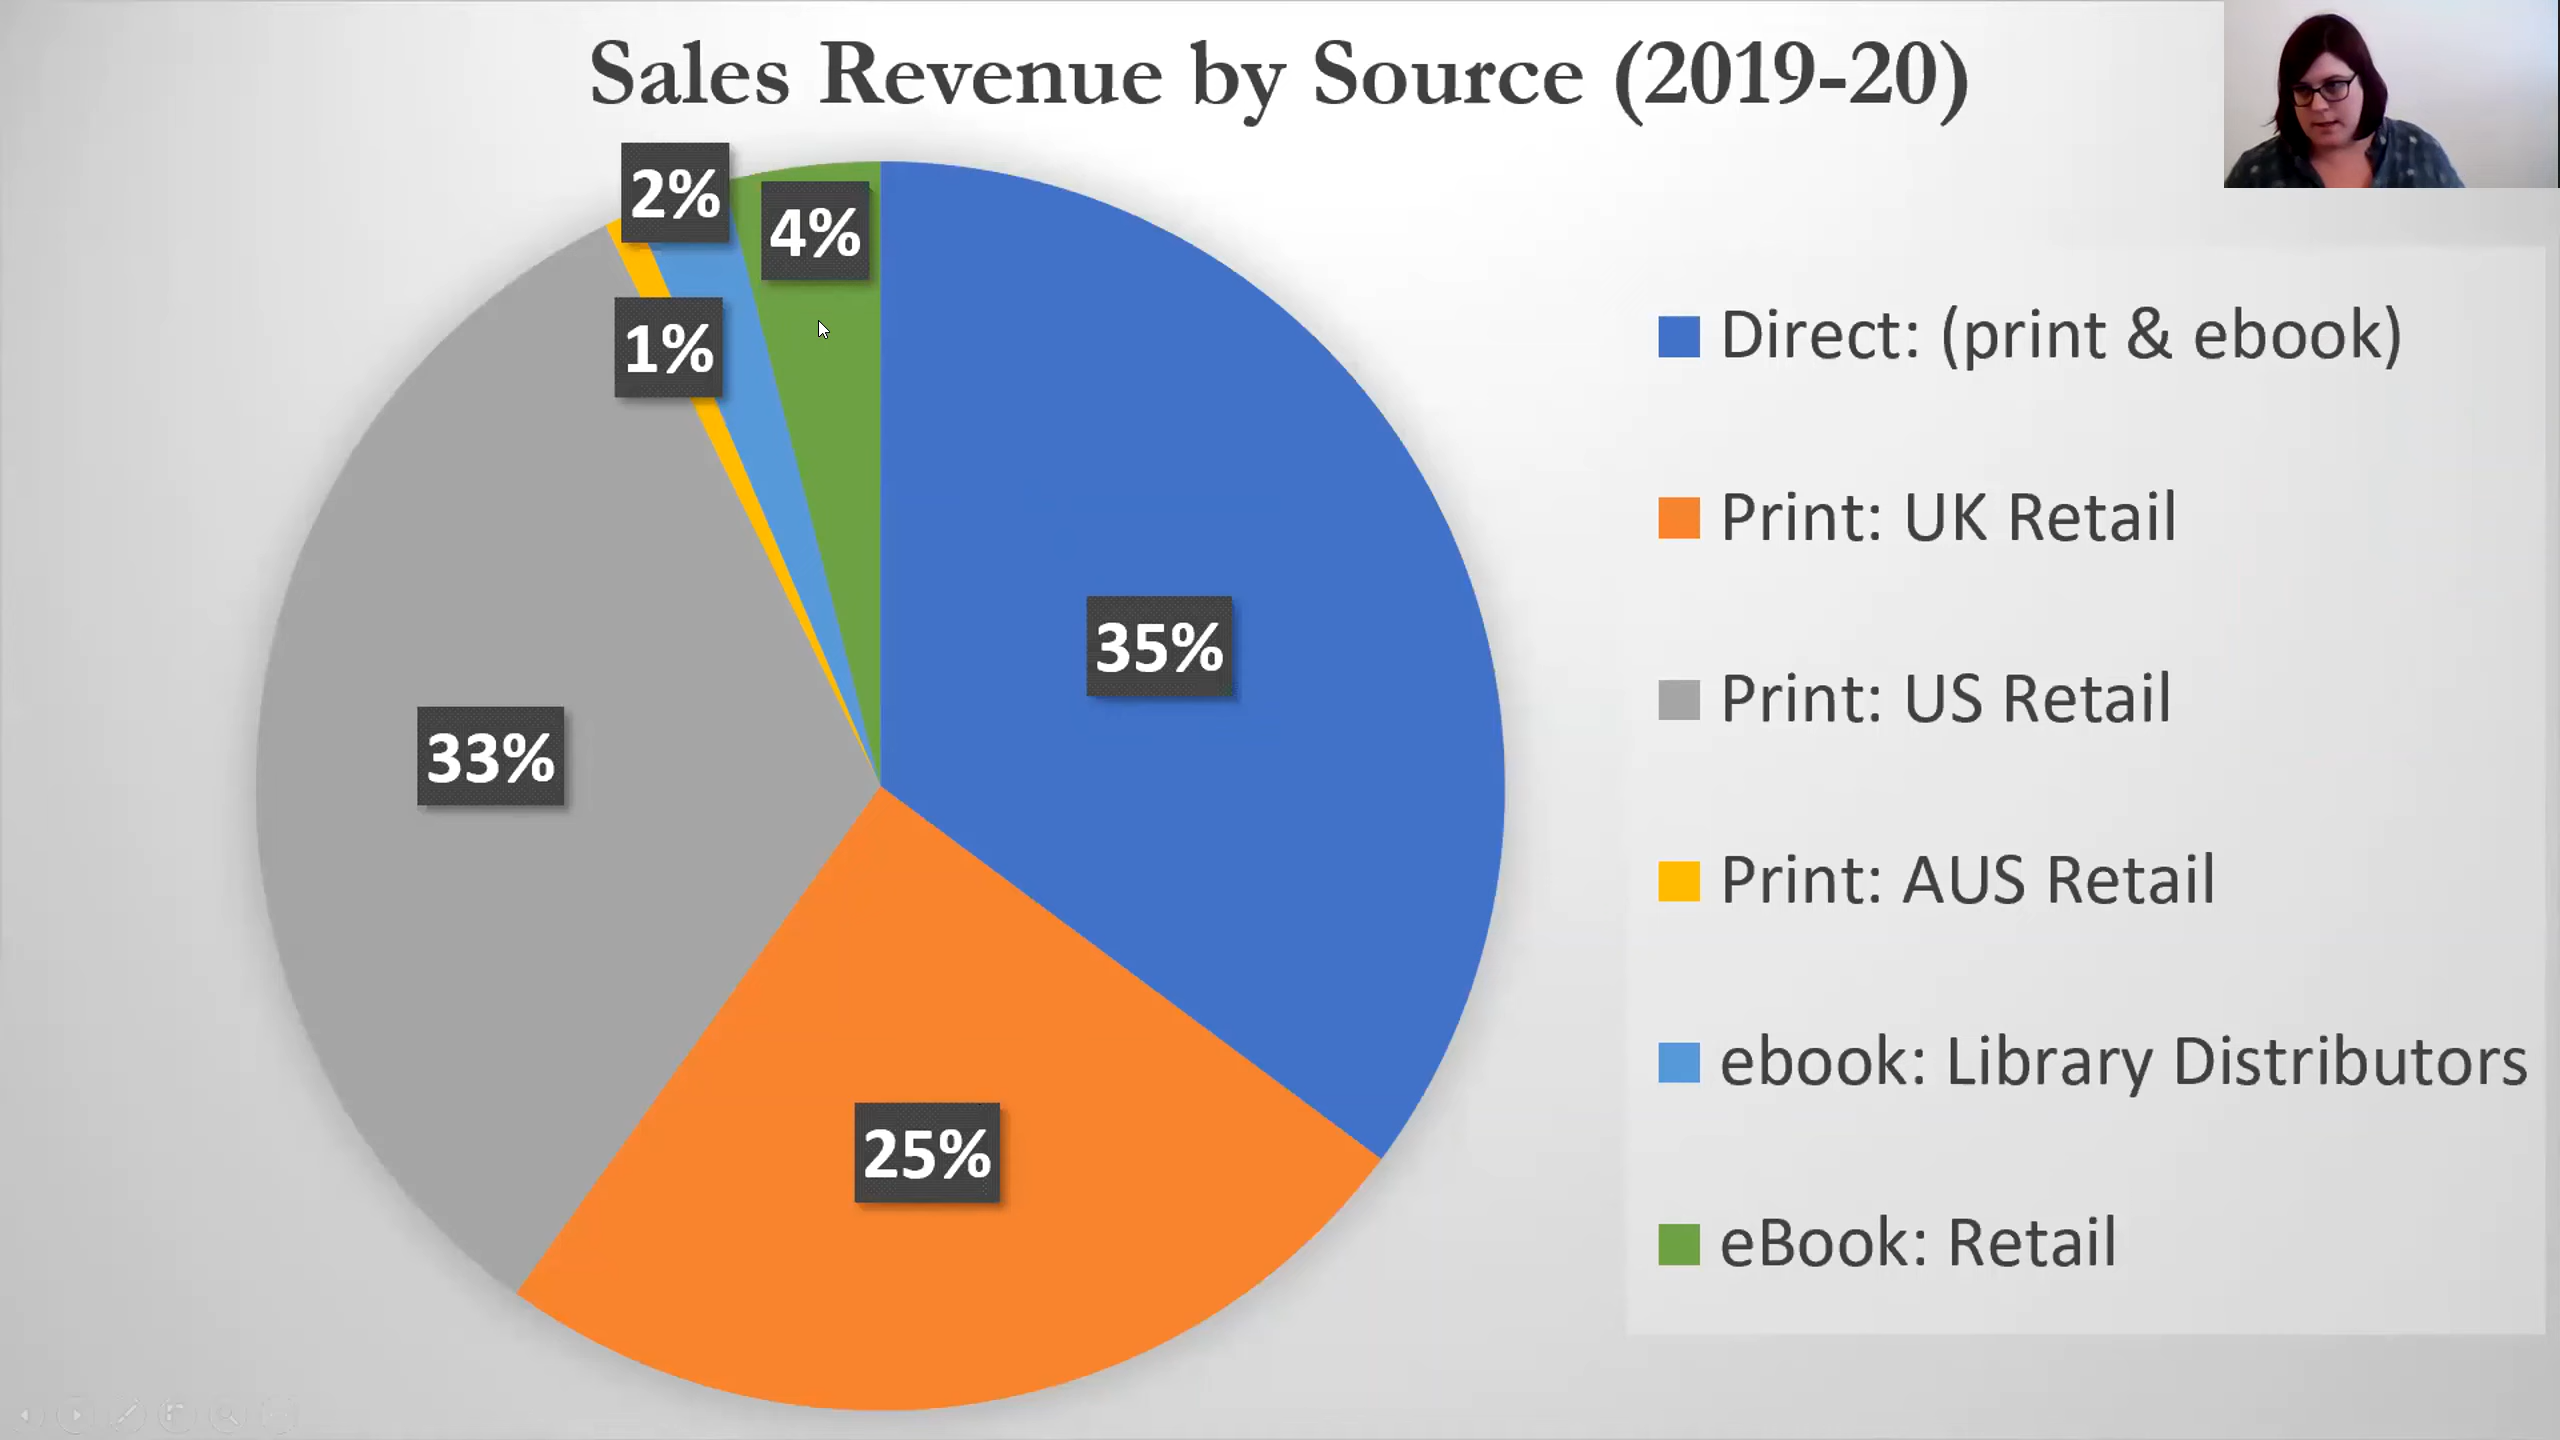 Sales Revenue by Source (2019-20)
2%
4%
1%
35%
33%
25%
Direct: (print & ebook)
Print: UK Retail
Print: US Retail
Print: AUS Retail
ebook: Library Distributors
eBook: Retail